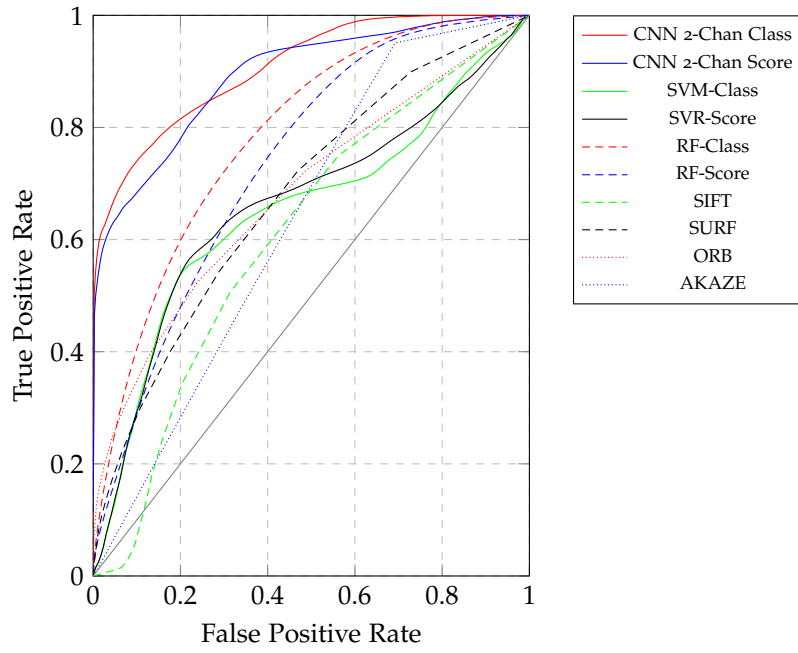 1
0.8
0.6
0.4
0.2
0
0
0.2
0.4
0.6
0.8
1
True Positive Rate
False Positive Rate
CNN 2-Chan Class
CNN 2-Chan Score
SVM-Class
SVR-Score
RF-Class
RF-Score
SIFT
SURF
ORB
AKAZE